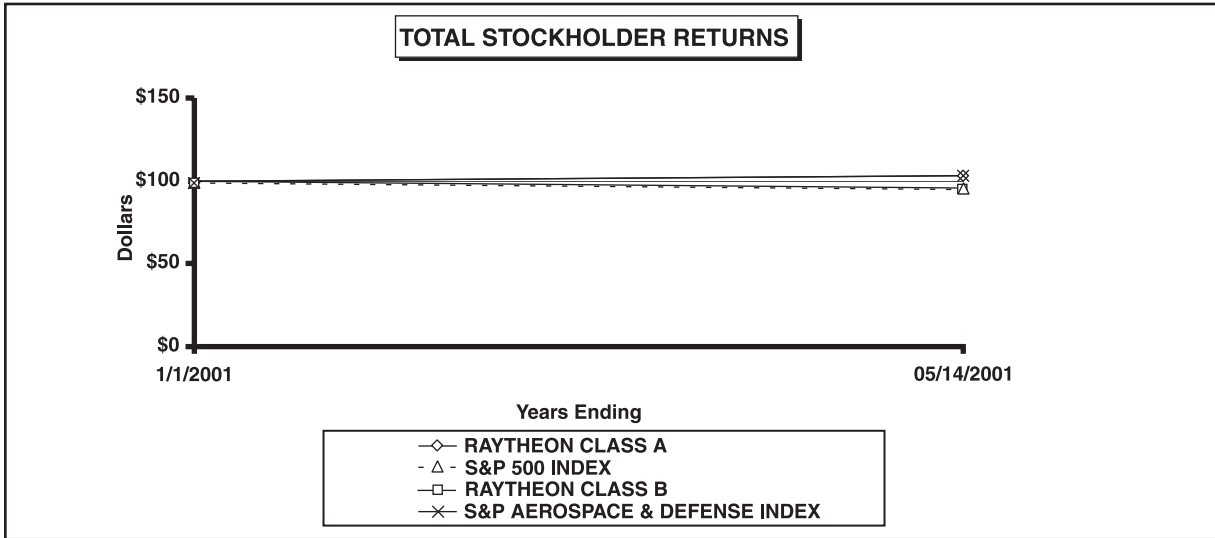 TOTAL STOCKHOLDER RETURNS
$150
$100
$50
$0
Dollars
1/1/2001
05/14/2001
Years Ending
RAYTHEON CLASS A
S&P 500 INDEX
RAYTHEON CLASS B
S&P AEROSPACE & DEFENSE INDEX